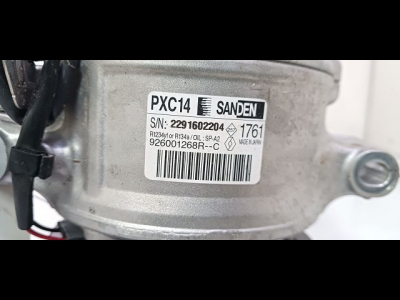 PXC14 SANDEN
S/N: 2291602204 1761
R1234yf or R134a / OIL : SP-A2 MADE IN JAPAN
926001268R--C